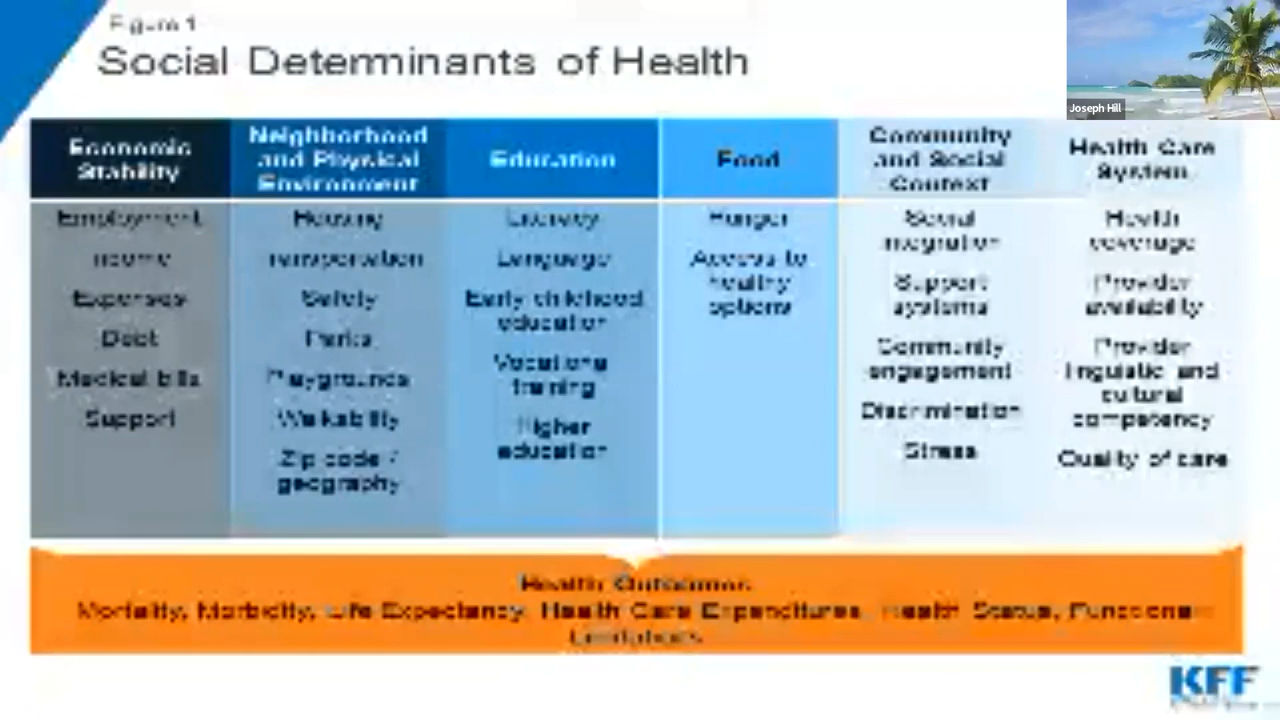 Figure 1
Social Determinants of Health
Joseph Hill
Economic
Stability
Neighborhood
and Physical
Environment
Education
Food
Community
and Social
Context
Health Care
System
Employment
Income
Expenses
Debt
Medical bills
Support
Housing
Transportation
Safety
Parks
Playgrounds
Walkability
Zip code /
geography
Literacy
Language
Early childhood
education
Vocational
training
Higher
education
Hunger
Access to
healthy
options
Social
integration
Support
systems
Community
engagement
Discrimination
Stress
Health
coverage
Provider
availability
Provider
linguistic and
cultural
competency
Quality of care
Health Outcomes
Mortality, Morbidity, Life Expectancy, Health Care Expenditures, Health Status, Functional
Limitations
KFF